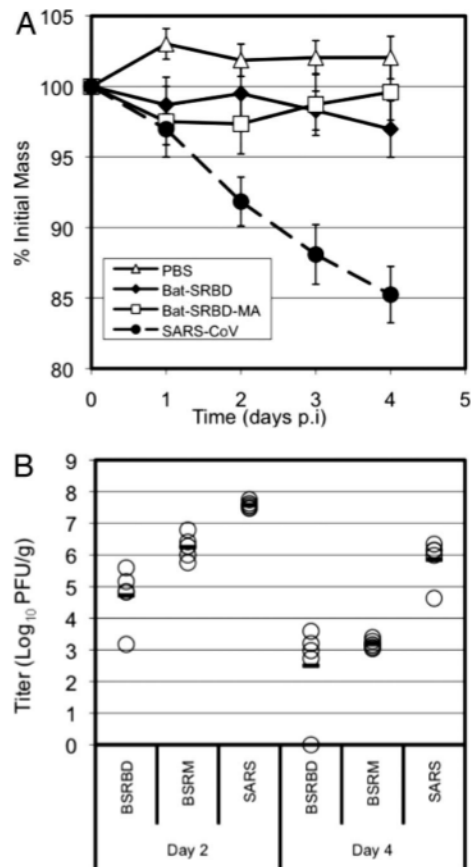 A
105
100
95
90
85
80
% Initial Mass
PBS
Bat-SRBD
Bat-SRBD-MA
SARS-CoV
0 1 2 3 4 5
Time (days p.i)
B
9
8
7
6
5
4
3
2
1
0
Titer (Log10 PFU/g)
BSRBD BSRM SARS BSRBD BSRM SARS
Day 2 Day 4